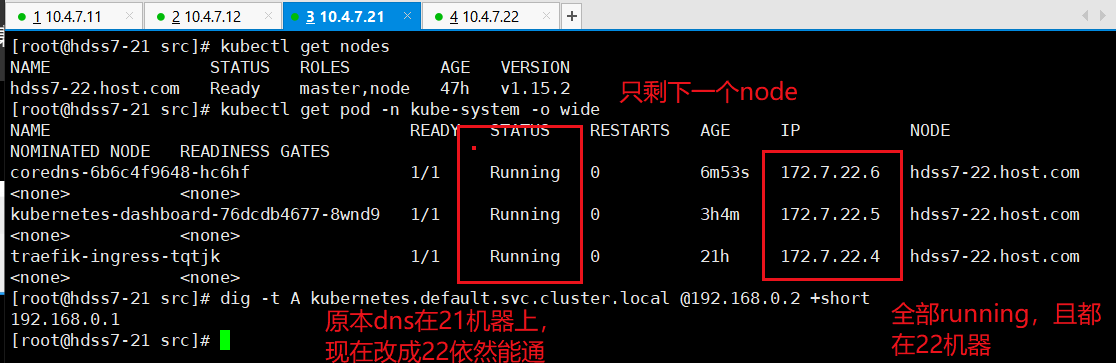 1 10.4.7.11 × 2 10.4.7.12 × 3 10.4.7.21 × 4 10.4.7.22 × +
[root@hdss7-21 src]# kubectl get nodes
NAME STATUS ROLES AGE VERSION
hdss7-22.host.com Ready master,node 47h v1.15.2
只剩下一个node
[root@hdss7-21 src]# kubectl get pod -n kube-system -o wide
NAME READY STATUS RESTARTS AGE IP NODE
NOMINATED NODE READINESS GATES
coredns-6b6c4f9648-hc6hf 1/1 Running 0 6m53s 172.7.22.6 hdss7-22.host.com
<none> <none>
kubernetes-dashboard-76dcdb4677-8wnd9 1/1 Running 0 3h4m 172.7.22.5 hdss7-22.host.com
<none> <none>
traefik-ingress-tqtjk 1/1 Running 0 21h 172.7.22.4 hdss7-22.host.com
<none> <none>
[root@hdss7-21 src]# dig -t A kubernetes.default.svc.cluster.local @192.168.0.2 +short
192.168.0.1
[root@hdss7-21 src]#
原本dns在21机器上，
现在改成22依然能通
全部running，且都
在22机器